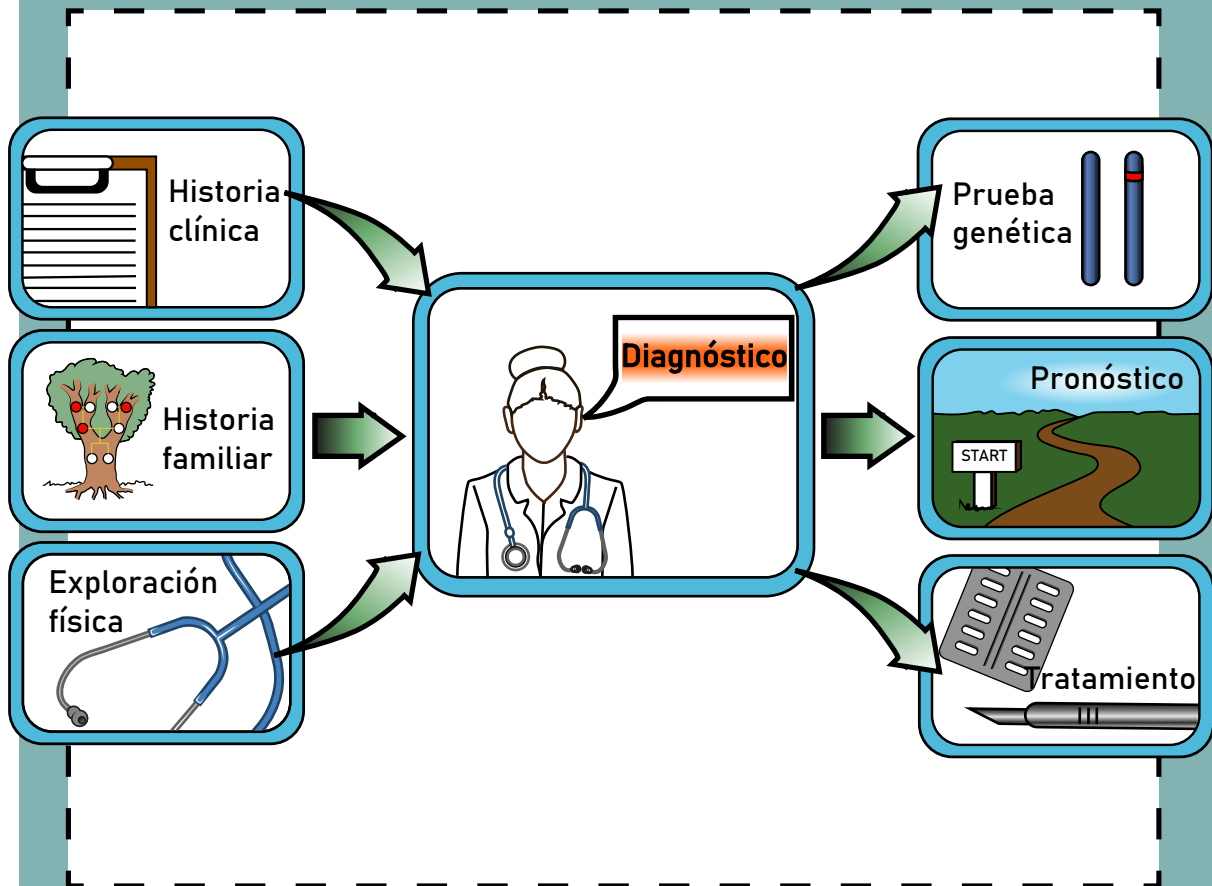 Historia
clínica
Historia
familiar
Exploración
física
Diagnóstico
Prueba
genética
Pronóstico
START
Tratamiento